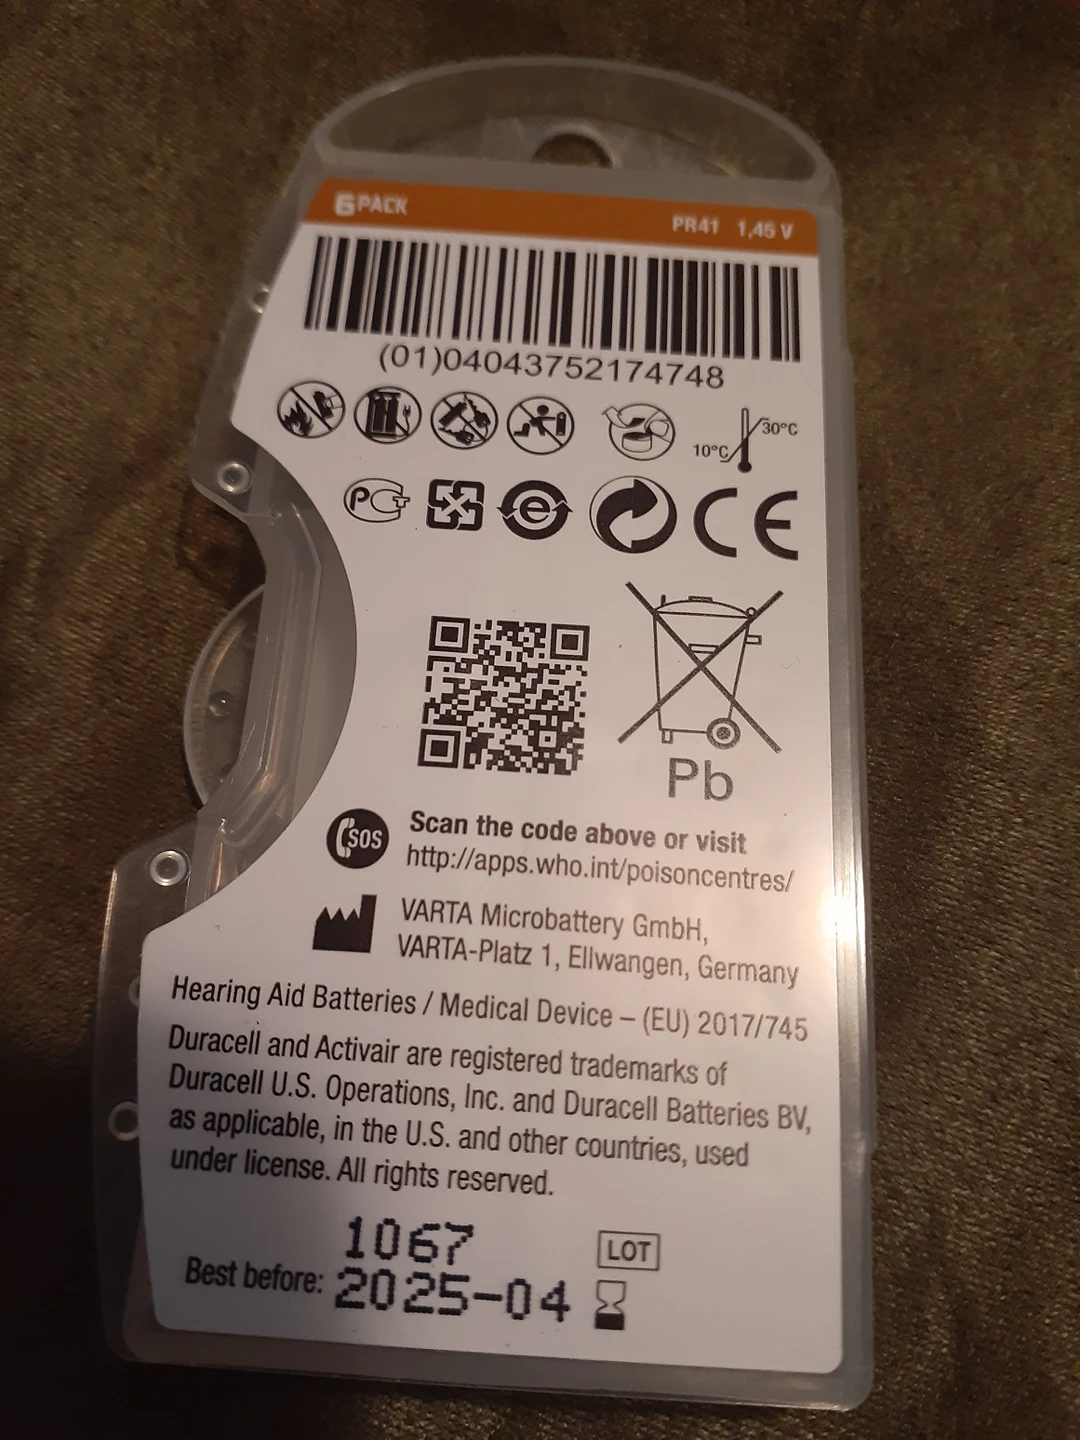 6 PACK PR41 1,45 V
(01)04043752174748
10°C 30°C
PCT e CE
Pb
SOS Scan the code above or visit
http://apps.who.int/poisoncentres/
VARTA Microbattery GmbH,
VARTA-Platz 1, Ellwangen, Germany
Hearing Aid Batteries / Medical Device – (EU) 2017/745
Duracell and Activair are registered trademarks of
Duracell U.S. Operations, Inc. and Duracell Batteries BV,
as applicable, in the U.S. and other countries, used
under license. All rights reserved.
1067 LOT
Best before: 2025-04